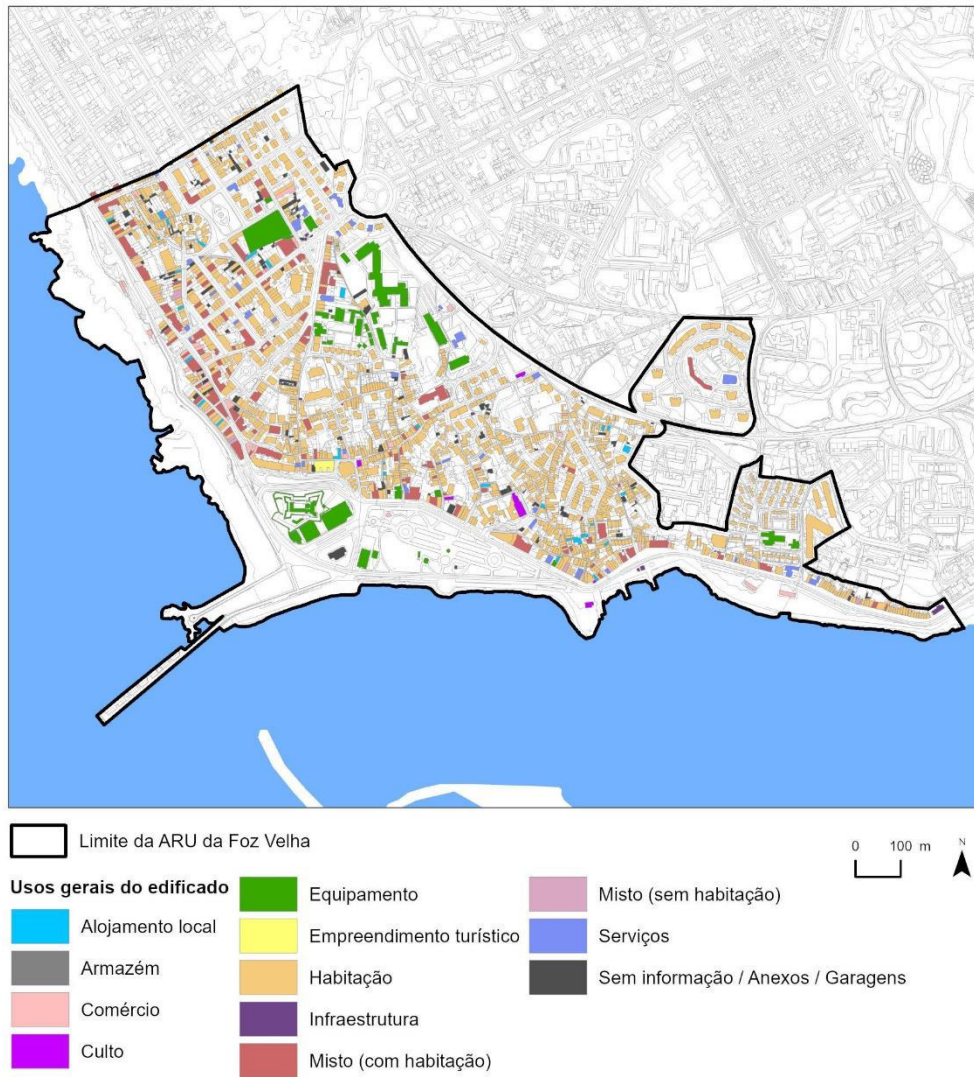 Limite da ARU da Foz Velha
0 100 m
N
Usos gerais do edificado
Alojamento local
Armazém
Comércio
Culto
Equipamento
Empreendimento turístico
Habitação
Infraestrutura
Misto (com habitação)
Misto (sem habitação)
Serviços
Sem informação / Anexos / Garagens